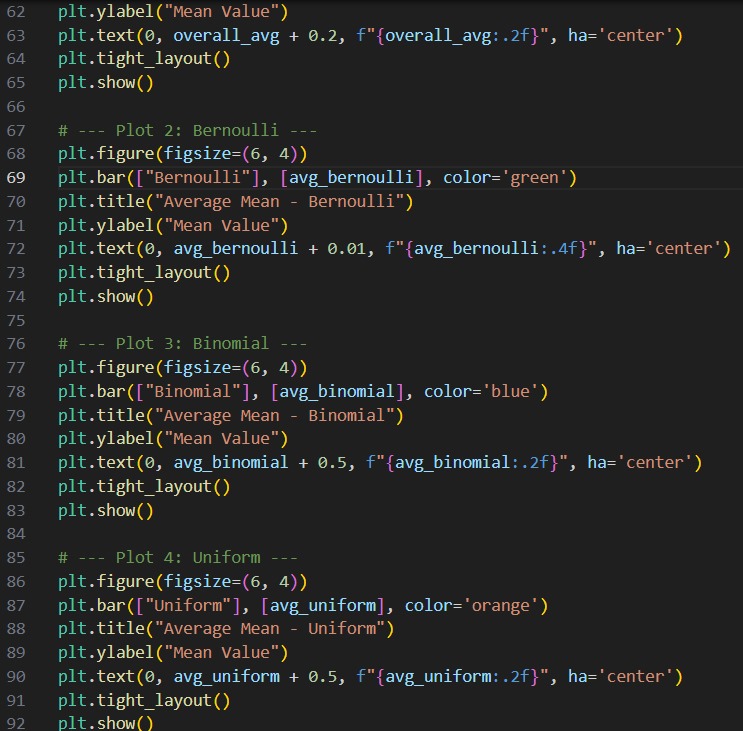 62 plt.ylabel("Mean Value")
63 plt.text(0, overall_avg + 0.2, f"{overall_avg:.2f}", ha='center')
64 plt.tight_layout()
65 plt.show()
66
67 # --- Plot 2: Bernoulli ---
68 plt.figure(figsize=(6, 4))
69 plt.bar(["Bernoulli"], [avg_bernoulli], color='green')
70 plt.title("Average Mean - Bernoulli")
71 plt.ylabel("Mean Value")
72 plt.text(0, avg_bernoulli + 0.01, f"{avg_bernoulli:.4f}", ha='center')
73 plt.tight_layout()
74 plt.show()
75
76 # --- Plot 3: Binomial ---
77 plt.figure(figsize=(6, 4))
78 plt.bar(["Binomial"], [avg_binomial], color='blue')
79 plt.title("Average Mean - Binomial")
80 plt.ylabel("Mean Value")
81 plt.text(0, avg_binomial + 0.5, f"{avg_binomial:.2f}", ha='center')
82 plt.tight_layout()
83 plt.show()
84
85 # --- Plot 4: Uniform ---
86 plt.figure(figsize=(6, 4))
87 plt.bar(["Uniform"], [avg_uniform], color='orange')
88 plt.title("Average Mean - Uniform")
89 plt.ylabel("Mean Value")
90 plt.text(0, avg_uniform + 0.5, f"{avg_uniform:.2f}", ha='center')
91 plt.tight_layout()
92 plt.show()